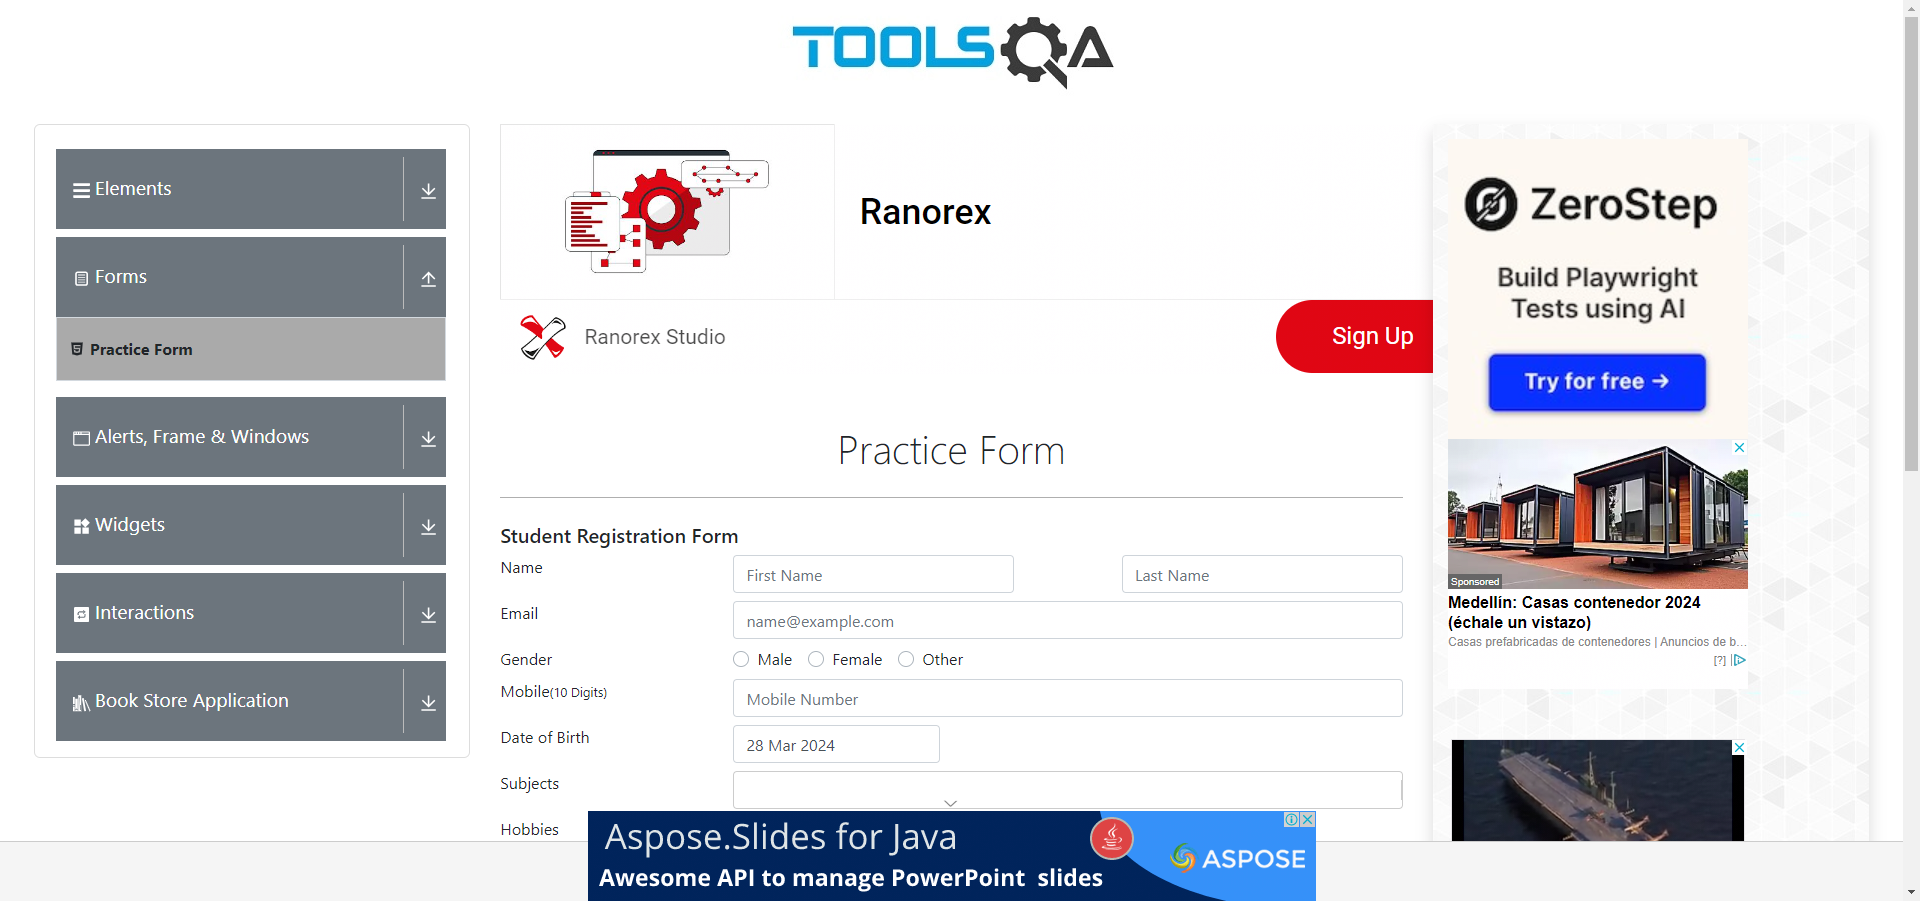 TOOLSQA
Elements
Forms
Practice Form
Alerts, Frame & Windows
Widgets
Interactions
Book Store Application
Ranorex
Ranorex Studio
Sign Up
Practice Form
Student Registration Form
Name
First Name
Last Name
Email
name@example.com
Gender
Male
Female
Other
Mobile(10 Digits)
Mobile Number
Date of Birth
28 Mar 2024
Subjects
Hobbies
ZeroStep
Build Playwright
Tests using AI
Try for free →
Sponsored
Medellín: Casas contenedor 2024
(échale un vistazo)
Casas prefabricadas de contenedores | Anuncios de b...
[?]
Aspose.Slides for Java
Awesome API to manage PowerPoint slides
ASPOSE